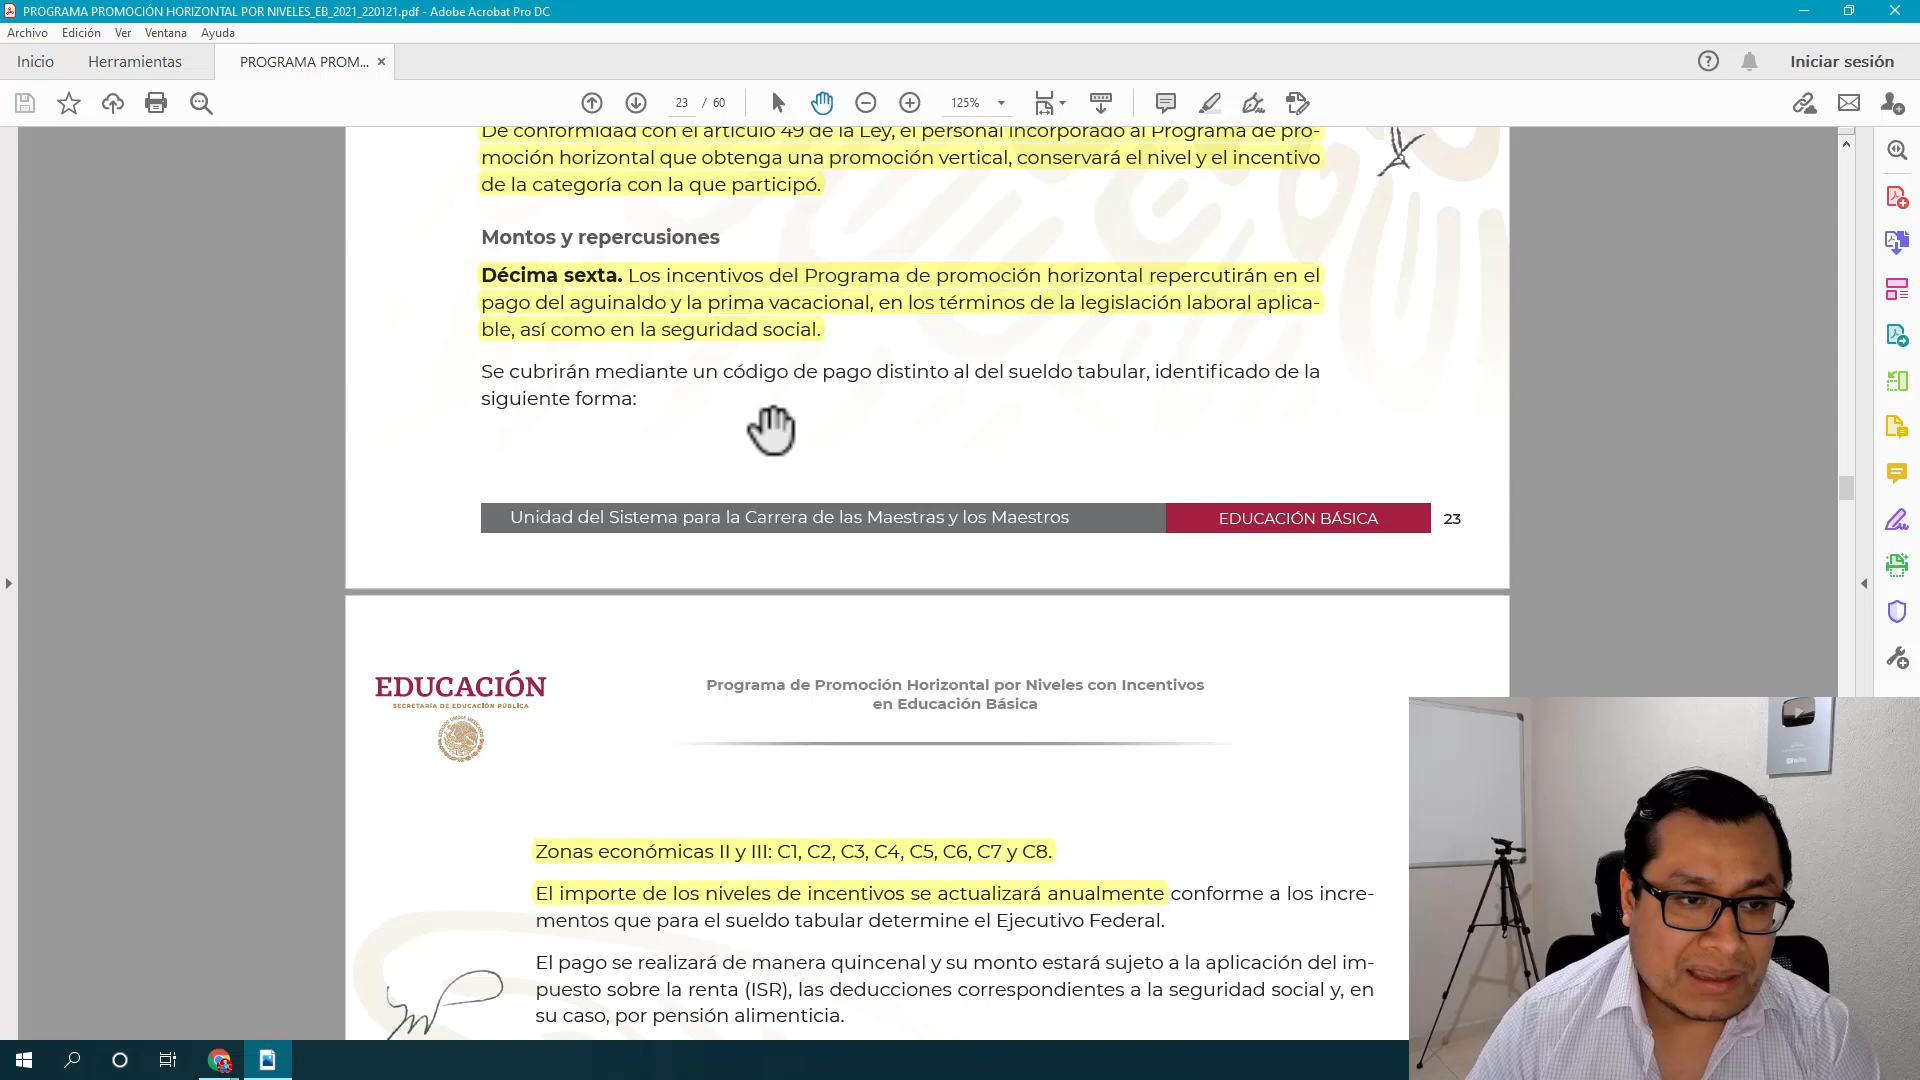 PROGRAMA PROMOCIÓN HORIZONTAL POR NIVELES_EB_2021_220121.pdf - Adobe Acrobat Pro DC
Archivo Edición Ver Ventana Ayuda
Inicio Herramientas PROGRAMA PROM... × Iniciar sesión
23 / 60 125%
De conformidad con el artículo 49 de la Ley, el personal incorporado al Programa de pro-
moción horizontal que obtenga una promoción vertical, conservará el nivel y el incentivo
de la categoría con la que participó.
Montos y repercusiones
Décima sexta. Los incentivos del Programa de promoción horizontal repercutirán en el
pago del aguinaldo y la prima vacacional, en los términos de la legislación laboral aplica-
ble, así como en la seguridad social.
Se cubrirán mediante un código de pago distinto al del sueldo tabular, identificado de la
siguiente forma:
Unidad del Sistema para la Carrera de las Maestras y los Maestros EDUCACIÓN BÁSICA 23
EDUCACIÓN
SECRETARÍA DE EDUCACIÓN PÚBLICA
Programa de Promoción Horizontal por Niveles con Incentivos
en Educación Básica
Zonas económicas II y III: C1, C2, C3, C4, C5, C6, C7 y C8.
El importe de los niveles de incentivos se actualizará anualmente conforme a los incre-
mentos que para el sueldo tabular determine el Ejecutivo Federal.
El pago se realizará de manera quincenal y su monto estará sujeto a la aplicación del im-
puesto sobre la renta (ISR), las deducciones correspondientes a la seguridad social y, en
su caso, por pensión alimenticia.